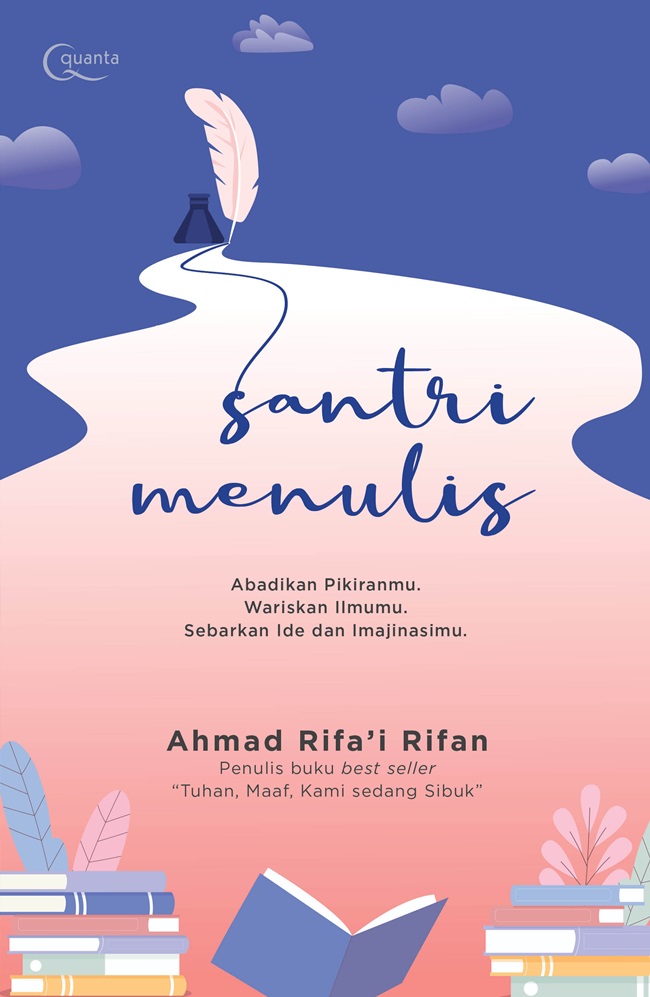 quanta
santri
menulis
Abadikan Pikiranmu.
Wariskan Ilmumu.
Sebarkan Ide dan Imajinasimu.
Ahmad Rifa’i Rifan
Penulis buku best seller
“Tuhan, Maaf, Kami sedang Sibuk”